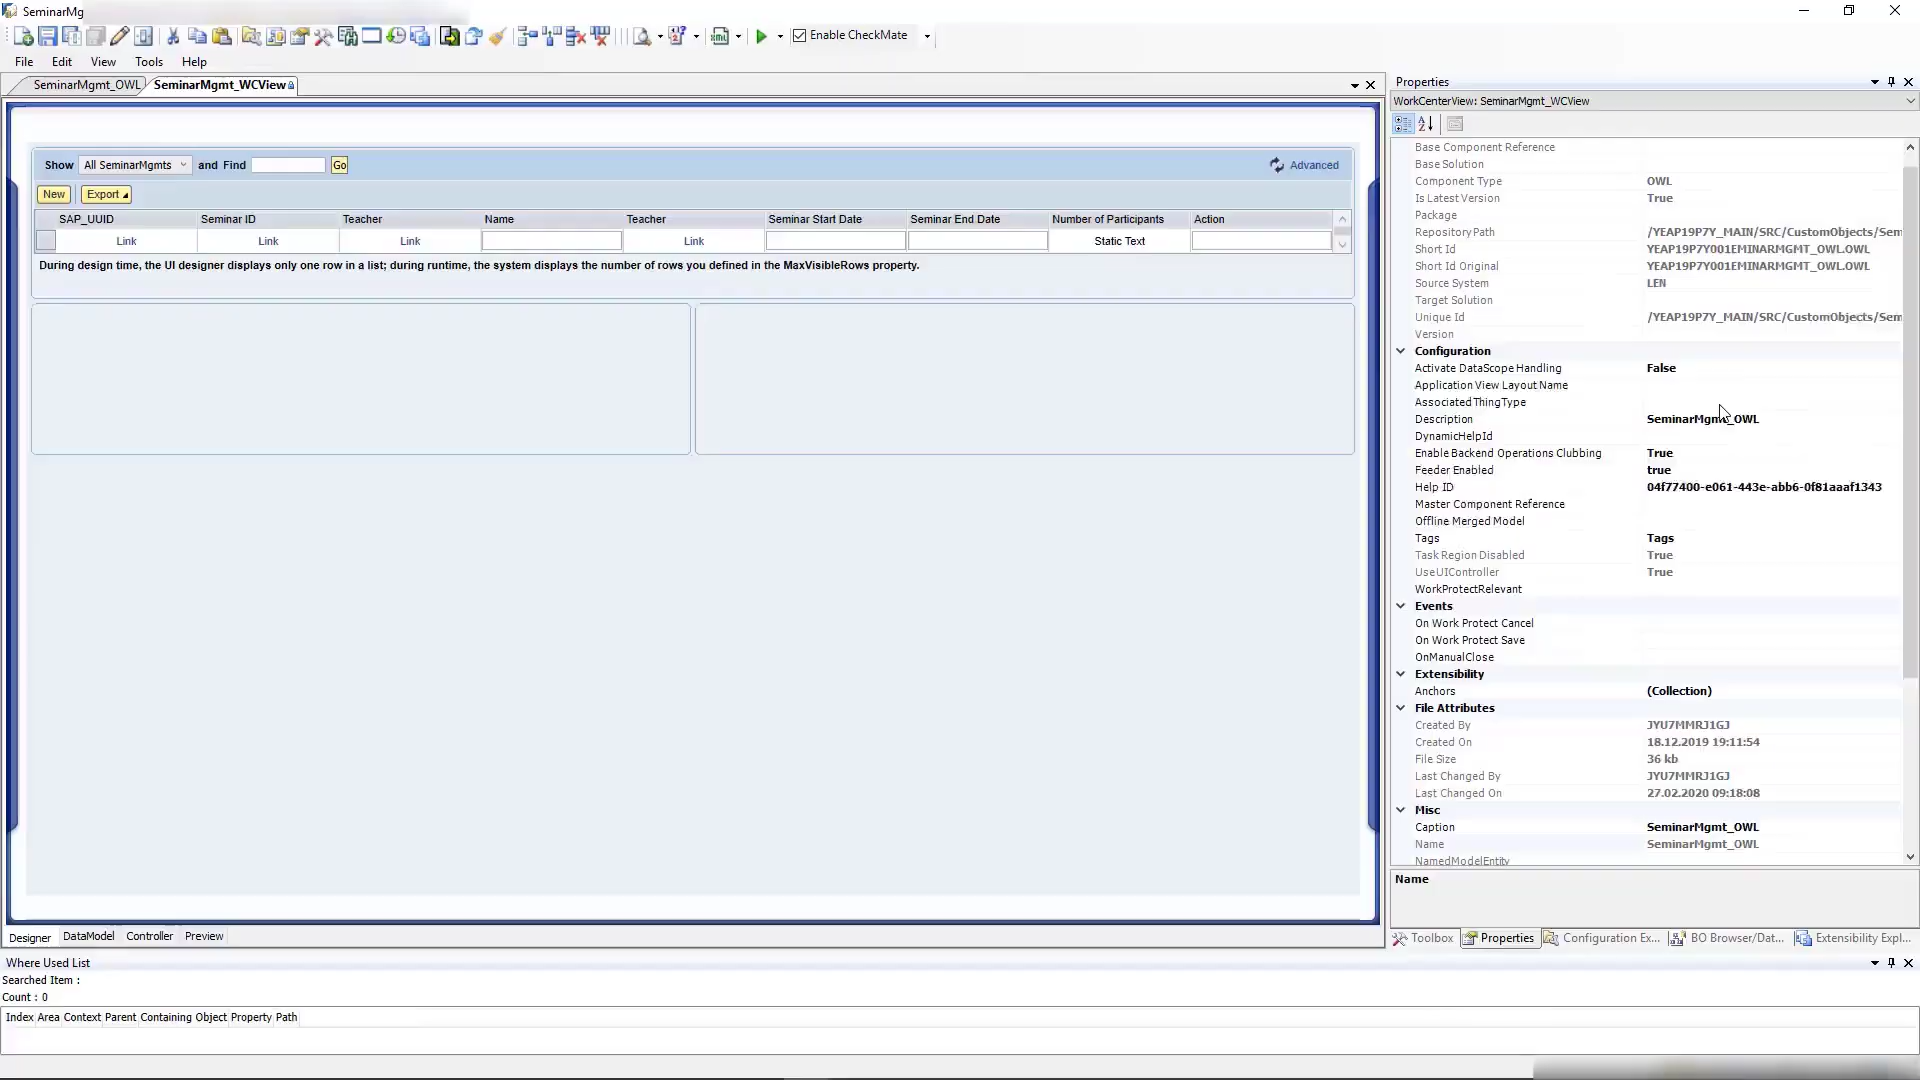 SeminarMg
Enable CheckMate
File Edit View Tools Help
SeminarMgmt_OWL SeminarMgmt_WCView
Show All SeminarMgmts and Find Go Advanced
New Export
SAP_UUID Seminar ID Teacher Name Teacher Seminar Start Date Seminar End Date Number of Participants Action
Link Link Link Link Static Text
During design time, the UI designer displays only one row in a list; during runtime, the system displays the number of rows you defined in the MaxVisibleRows property.
Designer DataModel Controller Preview
Where Used List
Searched Item :
Count : 0
Index Area Context Parent Containing Object Property Path
Properties
WorkCenterView: SeminarMgmt_WCView
Base Component Reference
Base Solution
Component Type OWL
Is Latest Version True
Package
Repository Path /YEAP19P7Y_MAIN/SRC/CustomObjects/Sem
Short Id YEAP19P7Y001EMINARMGMT_OWL.OWL
Short Id Original YEAP19P7Y001EMINARMGMT_OWL.OWL
Source System LEN
Target Solution
Unique Id /YEAP19P7Y_MAIN/SRC/CustomObjects/Sem
Version
Configuration
Activate DataScope Handling False
Application View Layout Name
AssociatedThingType
Description SeminarMgmt_OWL
DynamicHelpId
Enable Backend Operations Clubbing True
Feeder Enabled true
Help ID 04f77400-e061-443e-abb6-0f81aaaf1343
Master Component Reference
Offline Merged Model
Tags Tags
Task Region Disabled True
UseUIController True
WorkProtectRelevant
Events
On Work Protect Cancel
On Work Protect Save
OnManualClose
Extensibility
Anchors (Collection)
File Attributes
Created By JYU7MMRJ1GJ
Created On 18.12.2019 19:11:54
File Size 36 kb
Last Changed By JYU7MMRJ1GJ
Last Changed On 27.02.2020 09:18:08
Misc
Caption SeminarMgmt_OWL
Name SeminarMgmt_OWL
NamedModelEntity
Name
Toolbox Properties Configuration Ex... BO Browser/Dat... Extensibility Expl...